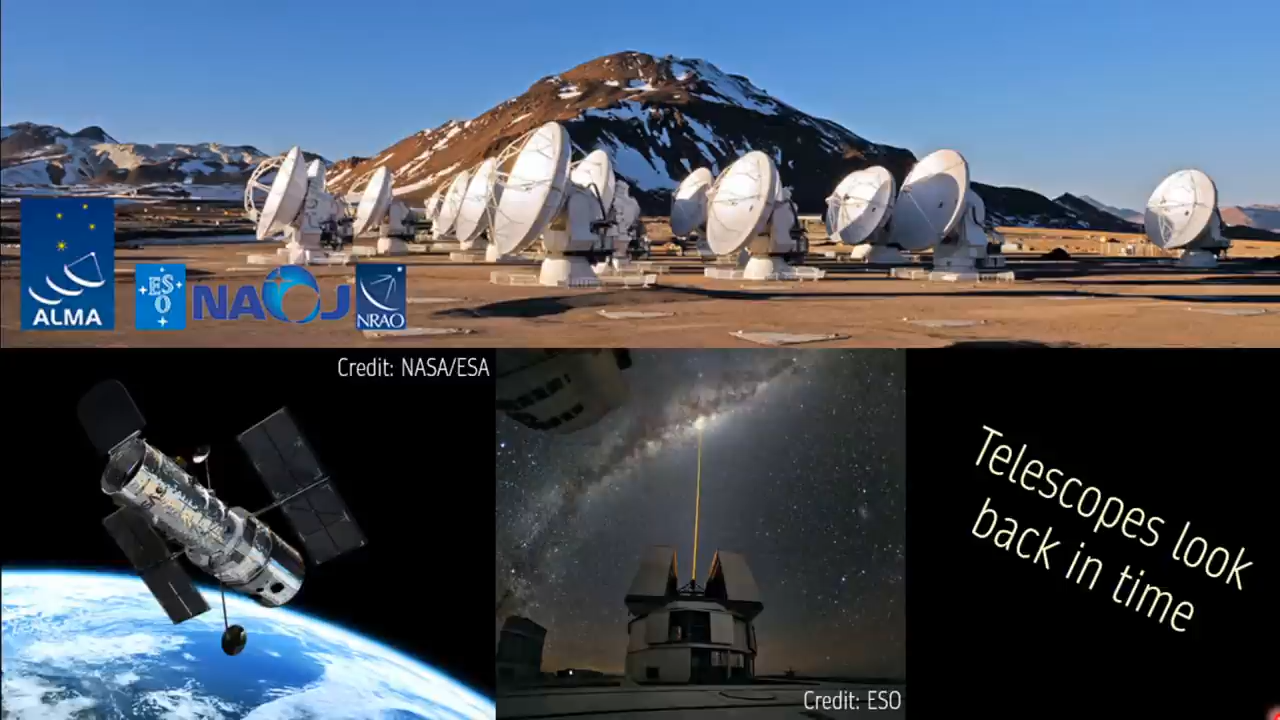 ALMA
ESO
NAOJ
NRAO
Credit: NASA/ESA
Credit: ESO
Telescopes look
back in time